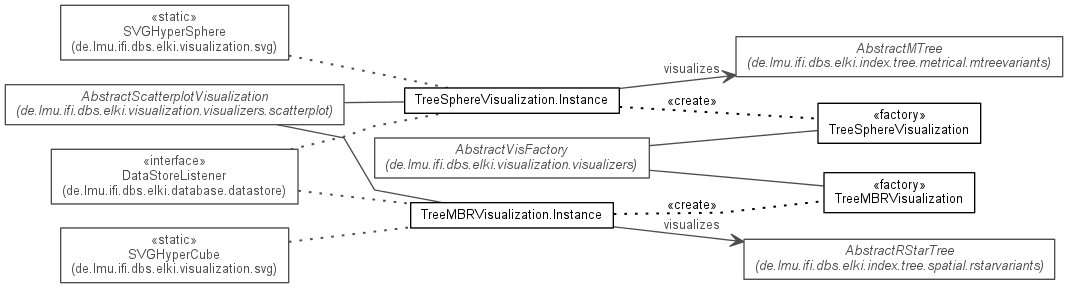 «static»
SVGHyperSphere
(de.lmu.ifi.dbs.elki.visualization.svg)
AbstractScatterplotVisualization
(de.lmu.ifi.dbs.elki.visualization.visualizers.scatterplot)
«interface»
DataStoreListener
(de.lmu.ifi.dbs.elki.database.datastore)
«static»
SVGHyperCube
(de.lmu.ifi.dbs.elki.visualization.svg)
TreeSphereVisualization.Instance
AbstractVisFactory
(de.lmu.ifi.dbs.elki.visualization.visualizers)
TreeMBRVisualization.Instance
visualizes
«create»
«create»
visualizes
AbstractMTree
(de.lmu.ifi.dbs.elki.index.tree.metrical.mtreevariants)
«factory»
TreeSphereVisualization
«factory»
TreeMBRVisualization
AbstractRStarTree
(de.lmu.ifi.dbs.elki.index.tree.spatial.rstarvariants)